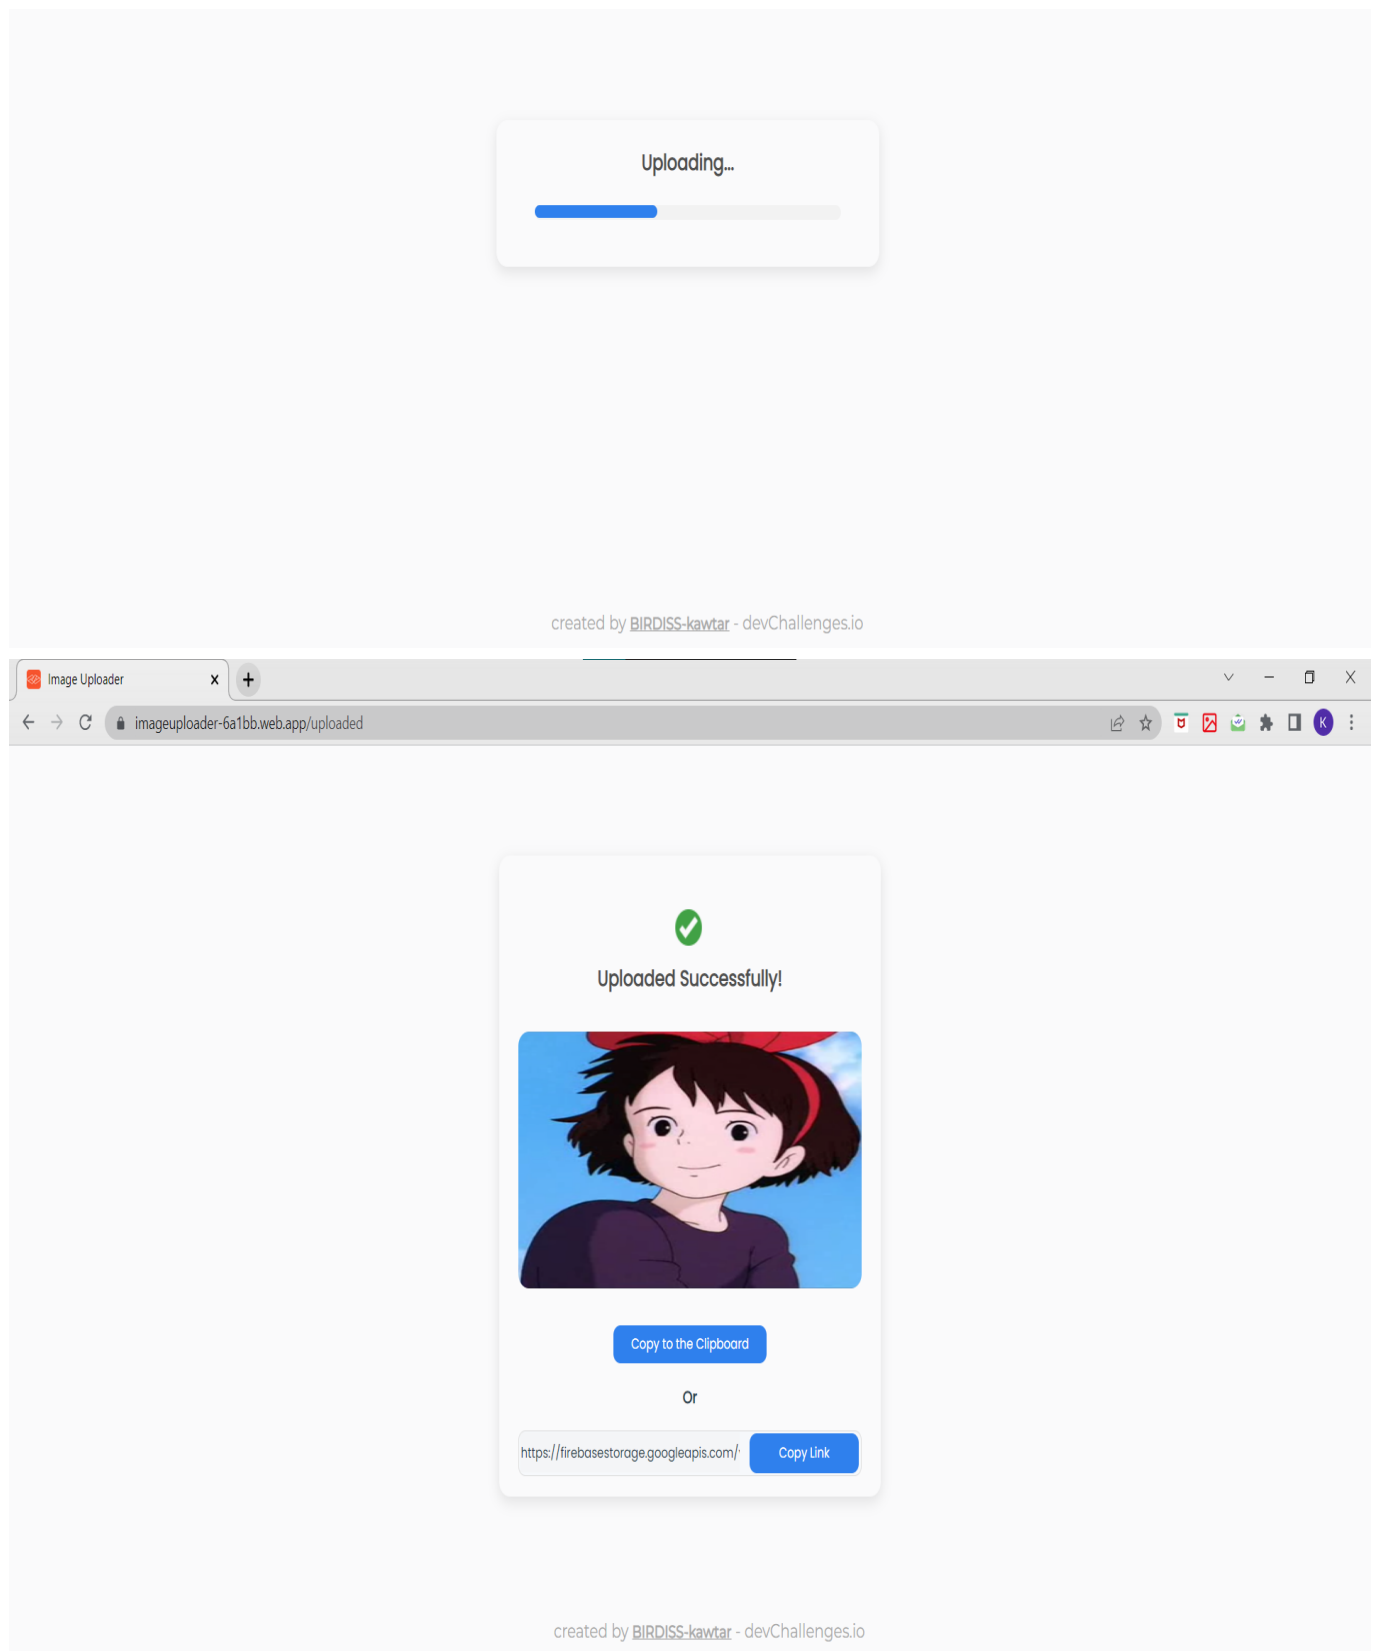 Uploading...
created by BIRDISS-kawtar - devChallenges.io
Image Uploader
imageuploader-6a1bb.web.app/uploaded
K
Uploaded Successfully!
Copy to the Clipboard
Or
https://firebasestorage.googleapis.com/
Copy Link
created by BIRDISS-kawtar - devChallenges.io